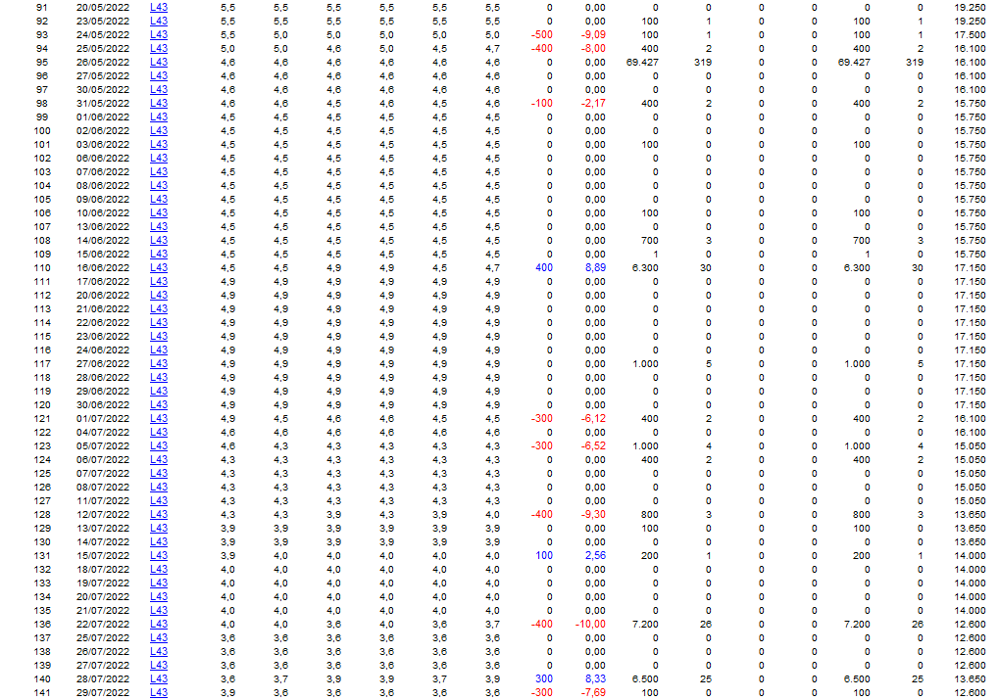 91 20/05/2022 L43 5,5 5,5 5,5 5,5 5,5 5,5 0 0,00 0 0 0 0 0 0 19.250
92 23/05/2022 L43 5,5 5,5 5,5 5,5 5,5 5,5 0 0,00 100 1 0 0 100 1 19.250
93 24/05/2022 L43 5,5 5,0 5,0 5,0 5,0 5,0 -500 -9,09 100 1 0 0 100 1 17.500
94 25/05/2022 L43 5,0 5,0 4,6 5,0 4,5 4,7 -400 -8,00 400 2 0 0 400 2 16.100
95 26/05/2022 L43 4,6 4,6 4,6 4,6 4,6 4,6 0 0,00 69.427 319 0 0 69.427 319 16.100
96 27/05/2022 L43 4,6 4,6 4,6 4,6 4,6 4,6 0 0,00 0 0 0 0 0 0 16.100
97 30/05/2022 L43 4,6 4,6 4,6 4,6 4,6 4,6 0 0,00 0 0 0 0 0 0 16.100
98 31/05/2022 L43 4,6 4,6 4,5 4,6 4,5 4,6 -100 -2,17 400 2 0 0 400 2 15.750
99 01/06/2022 L43 4,5 4,5 4,5 4,5 4,5 4,5 0 0,00 0 0 0 0 0 0 15.750
100 02/06/2022 L43 4,5 4,5 4,5 4,5 4,5 4,5 0 0,00 0 0 0 0 0 0 15.750
101 03/06/2022 L43 4,5 4,5 4,5 4,5 4,5 4,5 0 0,00 100 0 0 0 100 0 15.750
102 06/06/2022 L43 4,5 4,5 4,5 4,5 4,5 4,5 0 0,00 0 0 0 0 0 0 15.750
103 07/06/2022 L43 4,5 4,5 4,5 4,5 4,5 4,5 0 0,00 0 0 0 0 0 0 15.750
104 08/06/2022 L43 4,5 4,5 4,5 4,5 4,5 4,5 0 0,00 0 0 0 0 0 0 15.750
105 09/06/2022 L43 4,5 4,5 4,5 4,5 4,5 4,5 0 0,00 0 0 0 0 0 0 15.750
106 10/06/2022 L43 4,5 4,5 4,5 4,5 4,5 4,5 0 0,00 100 0 0 0 100 0 15.750
107 13/06/2022 L43 4,5 4,5 4,5 4,5 4,5 4,5 0 0,00 0 0 0 0 0 0 15.750
108 14/06/2022 L43 4,5 4,5 4,5 4,5 4,5 4,5 0 0,00 700 3 0 0 700 3 15.750
109 15/06/2022 L43 4,5 4,5 4,5 4,5 4,5 4,5 0 0,00 1 0 0 0 1 0 15.750
110 16/06/2022 L43 4,5 4,5 4,9 4,9 4,5 4,7 400 8,89 6.300 30 0 0 6.300 30 17.150
111 17/06/2022 L43 4,9 4,9 4,9 4,9 4,9 4,9 0 0,00 0 0 0 0 0 0 17.150
112 20/06/2022 L43 4,9 4,9 4,9 4,9 4,9 4,9 0 0,00 0 0 0 0 0 0 17.150
113 21/06/2022 L43 4,9 4,9 4,9 4,9 4,9 4,9 0 0,00 0 0 0 0 0 0 17.150
114 22/06/2022 L43 4,9 4,9 4,9 4,9 4,9 4,9 0 0,00 0 0 0 0 0 0 17.150
115 23/06/2022 L43 4,9 4,9 4,9 4,9 4,9 4,9 0 0,00 0 0 0 0 0 0 17.150
116 24/06/2022 L43 4,9 4,9 4,9 4,9 4,9 4,9 0 0,00 0 0 0 0 0 0 17.150
117 27/06/2022 L43 4,9 4,9 4,9 4,9 4,9 4,9 0 0,00 1.000 5 0 0 1.000 5 17.150
118 28/06/2022 L43 4,9 4,9 4,9 4,9 4,9 4,9 0 0,00 0 0 0 0 0 0 17.150
119 29/06/2022 L43 4,9 4,9 4,9 4,9 4,9 4,9 0 0,00 0 0 0 0 0 0 17.150
120 30/06/2022 L43 4,9 4,9 4,9 4,9 4,9 4,9 0 0,00 0 0 0 0 0 0 17.150
121 01/07/2022 L43 4,9 4,5 4,6 4,6 4,5 4,5 -300 -6,12 400 2 0 0 400 2 16.100
122 04/07/2022 L43 4,6 4,6 4,6 4,6 4,6 4,6 0 0,00 0 0 0 0 0 0 16.100
123 05/07/2022 L43 4,6 4,3 4,3 4,3 4,3 4,3 -300 -6,52 1.000 4 0 0 1.000 4 15.050
124 06/07/2022 L43 4,3 4,3 4,3 4,3 4,3 4,3 0 0,00 400 2 0 0 400 2 15.050
125 07/07/2022 L43 4,3 4,3 4,3 4,3 4,3 4,3 0 0,00 0 0 0 0 0 0 15.050
126 08/07/2022 L43 4,3 4,3 4,3 4,3 4,3 4,3 0 0,00 0 0 0 0 0 0 15.050
127 11/07/2022 L43 4,3 4,3 4,3 4,3 4,3 4,3 0 0,00 0 0 0 0 0 0 15.050
128 12/07/2022 L43 4,3 4,3 3,9 4,3 3,9 4,0 -400 -9,30 800 3 0 0 800 3 13.650
129 13/07/2022 L43 3,9 3,9 3,9 3,9 3,9 3,9 0 0,00 100 0 0 0 100 0 13.650
130 14/07/2022 L43 3,9 3,9 3,9 3,9 3,9 3,9 0 0,00 0 0 0 0 0 0 13.650
131 15/07/2022 L43 3,9 4,0 4,0 4,0 4,0 4,0 100 2,56 200 1 0 0 200 1 14.000
132 18/07/2022 L43 4,0 4,0 4,0 4,0 4,0 4,0 0 0,00 0 0 0 0 0 0 14.000
133 19/07/2022 L43 4,0 4,0 4,0 4,0 4,0 4,0 0 0,00 0 0 0 0 0 0 14.000
134 20/07/2022 L43 4,0 4,0 4,0 4,0 4,0 4,0 0 0,00 0 0 0 0 0 0 14.000
135 21/07/2022 L43 4,0 4,0 4,0 4,0 4,0 4,0 0 0,00 0 0 0 0 0 0 14.000
136 22/07/2022 L43 4,0 4,0 3,6 4,0 3,6 3,7 -400 -10,00 7.200 26 0 0 7.200 26 12.600
137 25/07/2022 L43 3,6 3,6 3,6 3,6 3,6 3,6 0 0,00 0 0 0 0 0 0 12.600
138 26/07/2022 L43 3,6 3,6 3,6 3,6 3,6 3,6 0 0,00 0 0 0 0 0 0 12.600
139 27/07/2022 L43 3,6 3,6 3,6 3,6 3,6 3,6 0 0,00 0 0 0 0 0 0 12.600
140 28/07/2022 L43 3,6 3,7 3,9 3,9 3,7 3,9 300 8,33 6.500 25 0 0 6.500 25 13.650
141 29/07/2022 L43 3,9 3,6 3,6 3,6 3,6 3,6 -300 -7,69 100 0 0 0 100 0 12.600